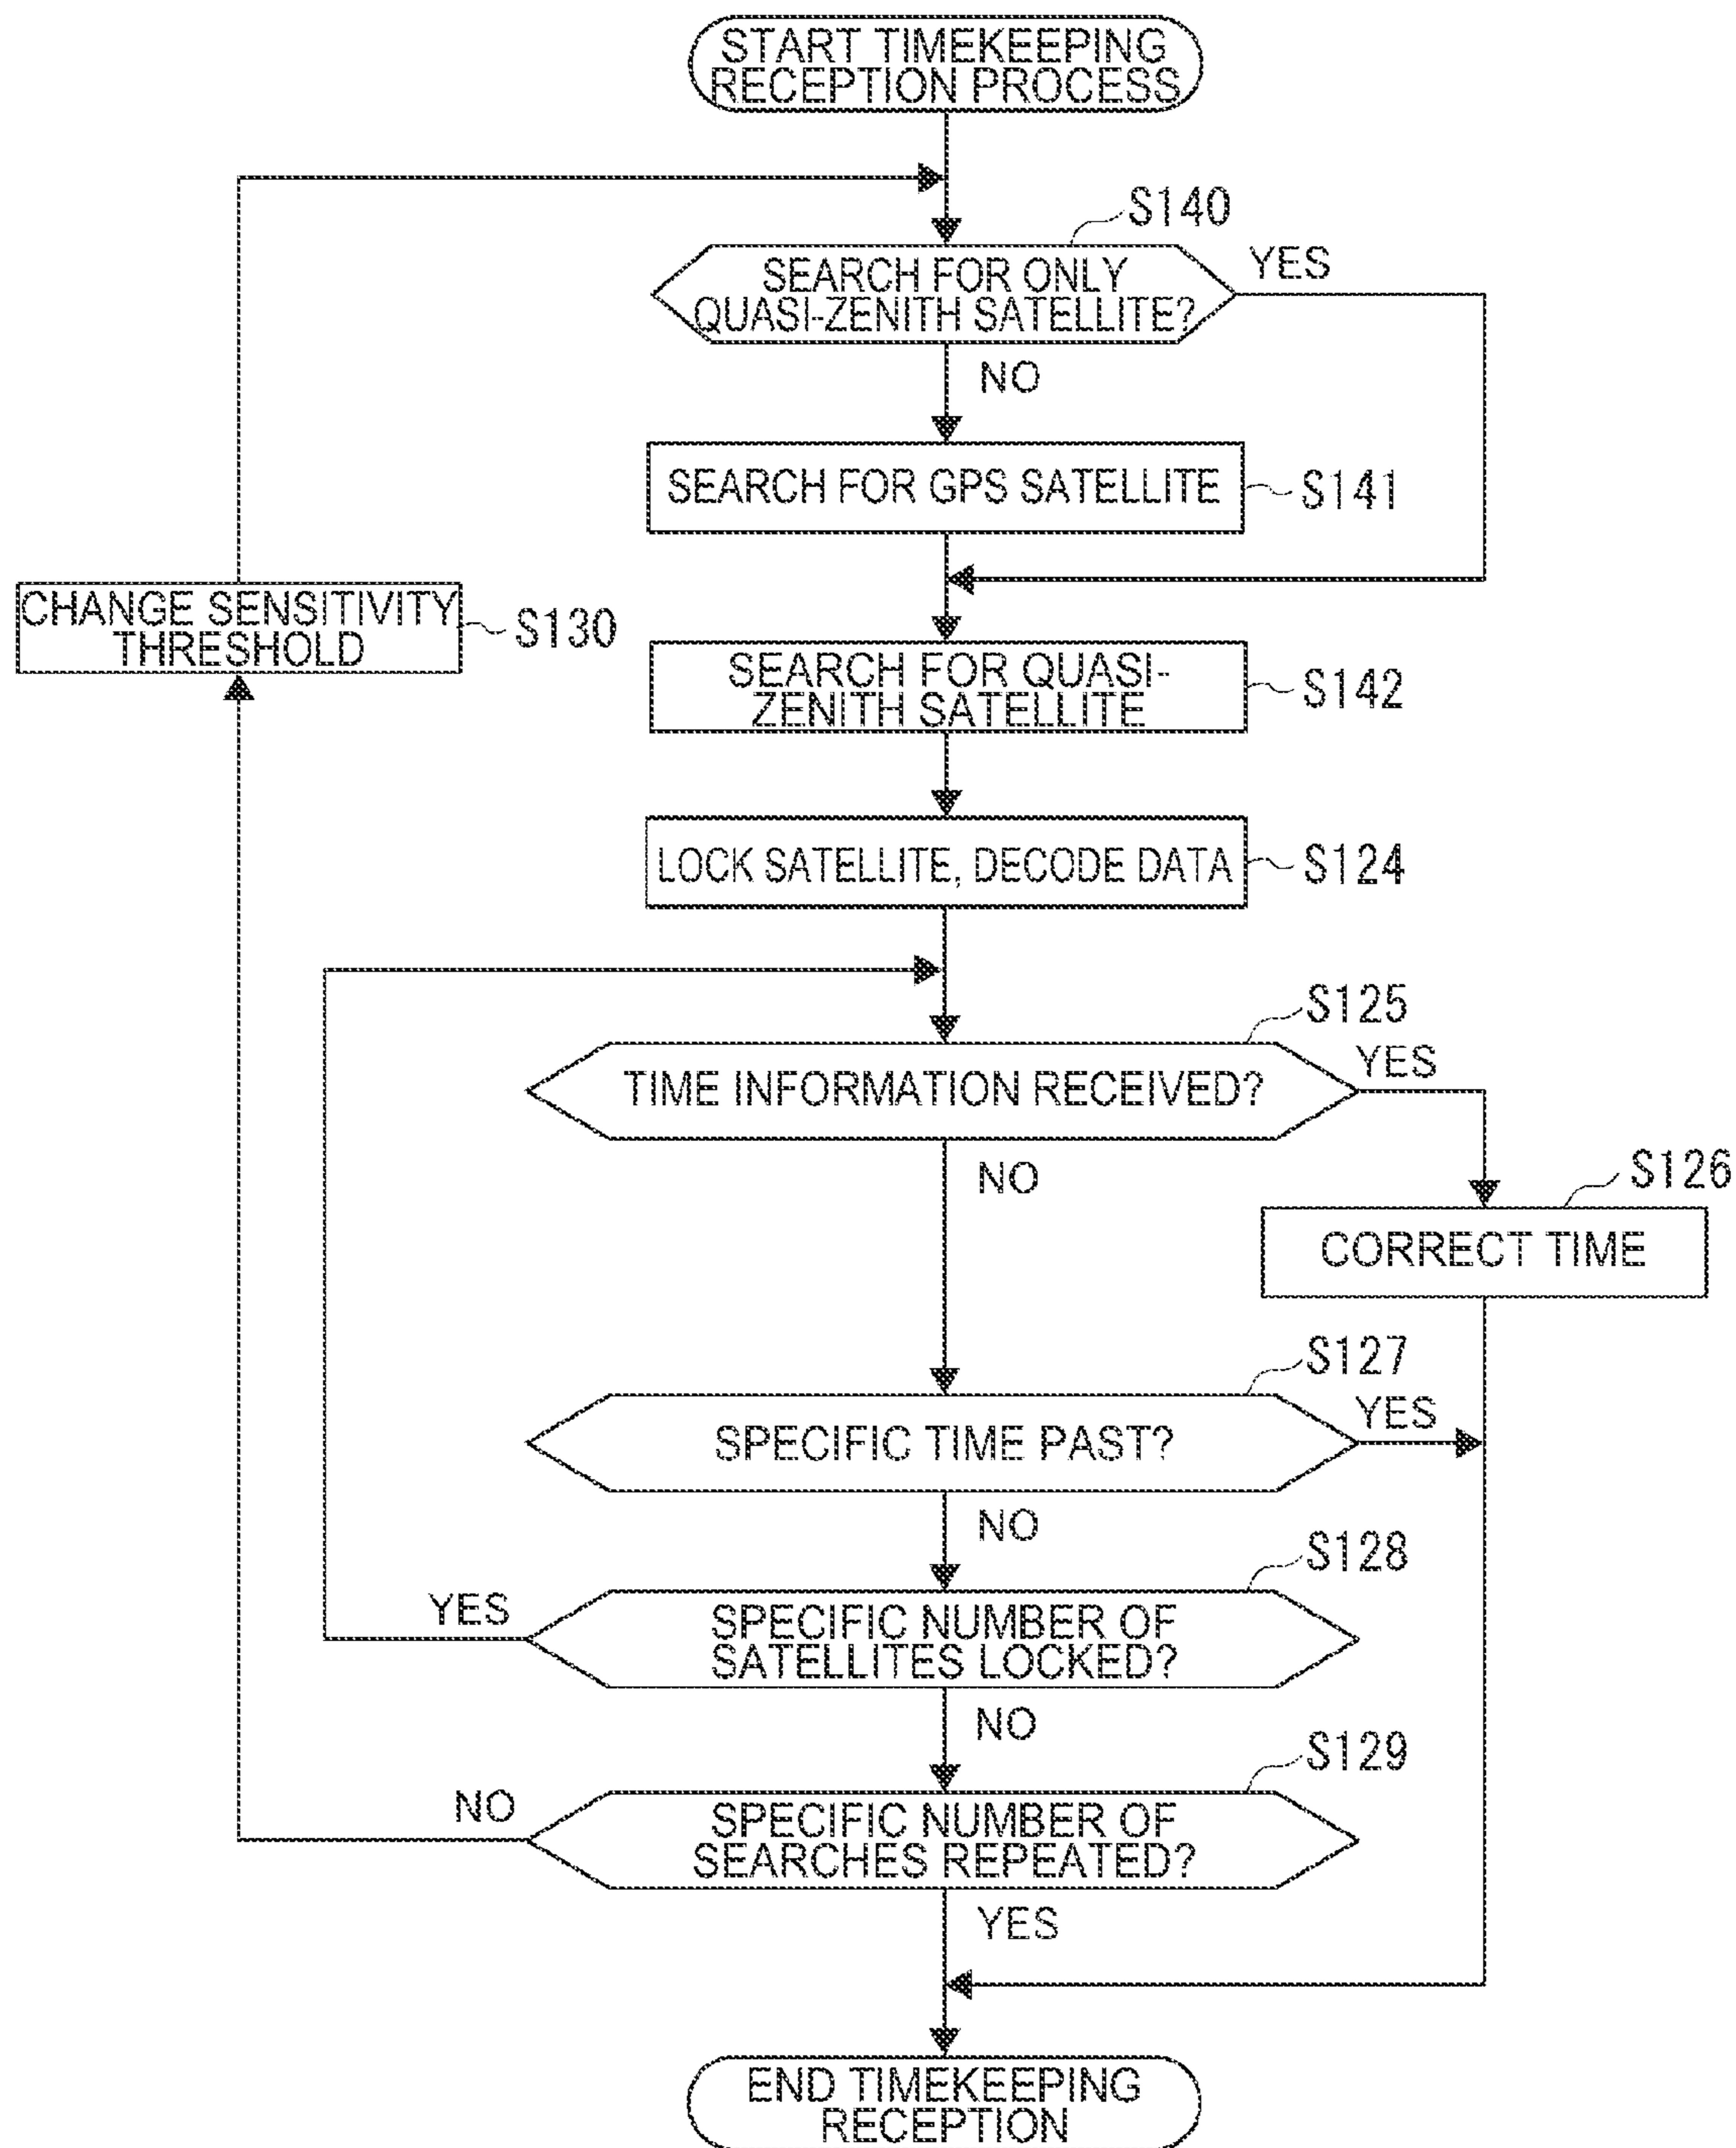 START TIMEKEEPING
RECEPTION PROCESS
S140
SEARCH FOR ONLY
QUASI-ZENITH SATELLITE?
YES
NO
SEARCH FOR GPS SATELLITE
S141
CHANGE SENSITIVITY
THRESHOLD
S130
SEARCH FOR QUASI-
ZENITH SATELLITE
S142
LOCK SATELLITE, DECODE DATA
S124
S125
TIME INFORMATION RECEIVED?
YES
NO
S126
CORRECT TIME
S127
SPECIFIC TIME PAST?
YES
NO
S128
YES
SPECIFIC NUMBER OF
SATELLITES LOCKED?
NO
S129
NO
SPECIFIC NUMBER OF
SEARCHES REPEATED?
YES
END TIMEKEEPING
RECEPTION